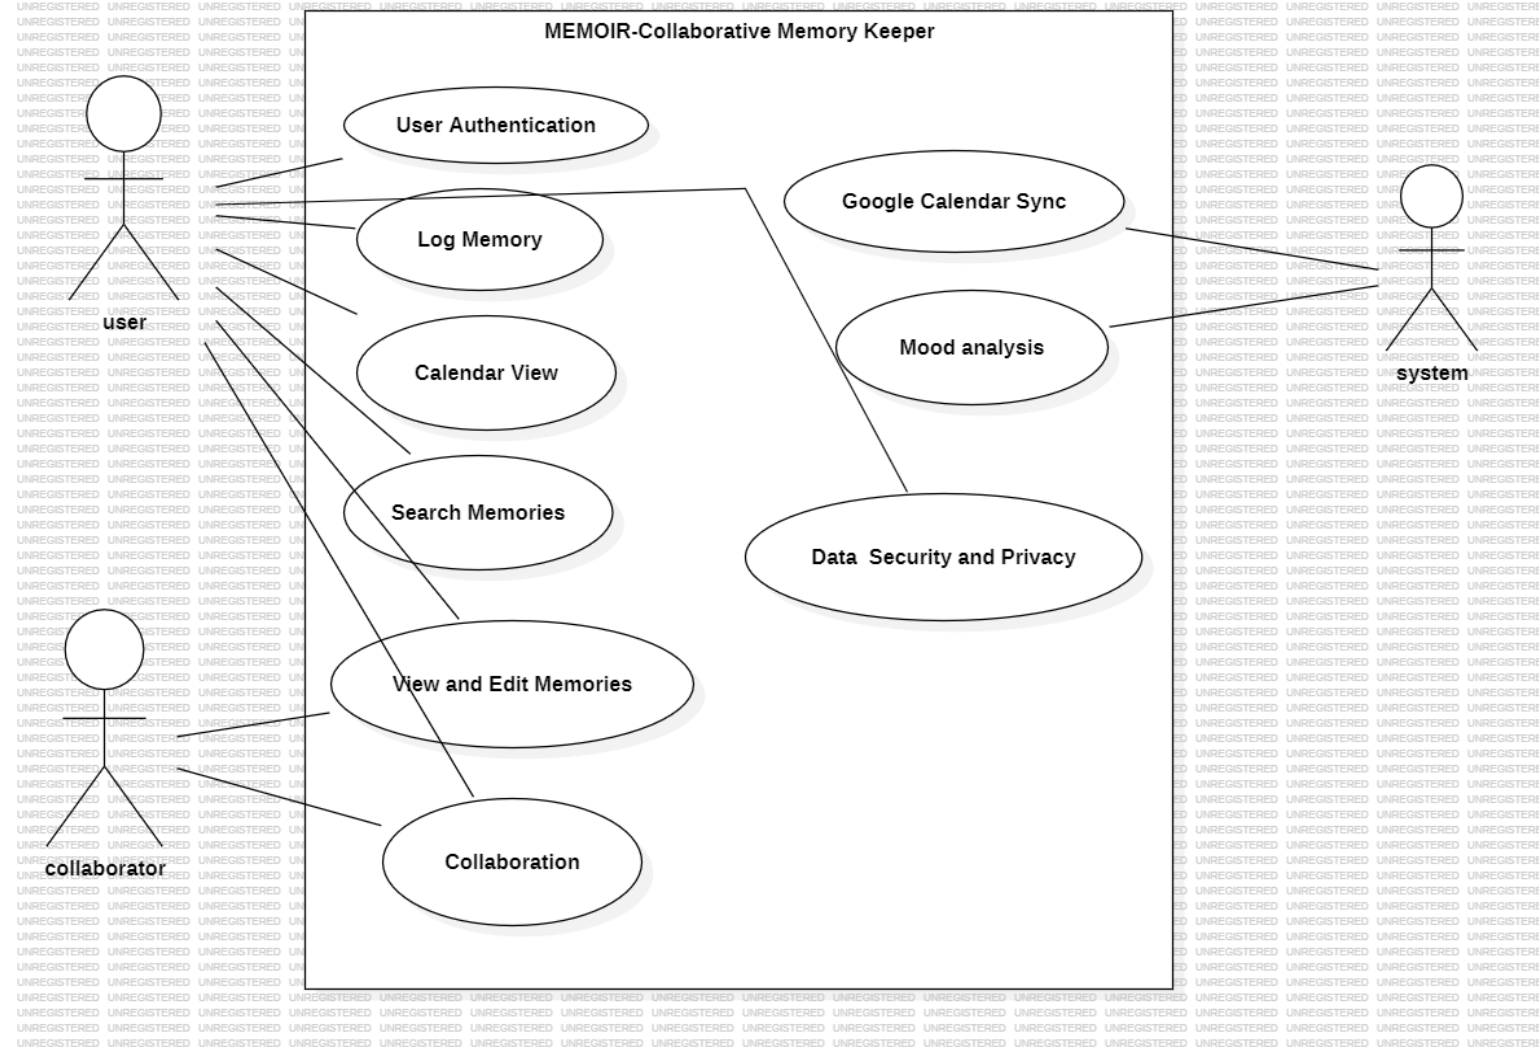 MEMOIR-Collaborative Memory Keeper
User Authentication
Google Calendar Sync
Log Memory
user
Mood analysis
Calendar View
system
Search Memories
Data  Security and Privacy
View and Edit Memories
Collaboration
collaborator
UNREGISTERED